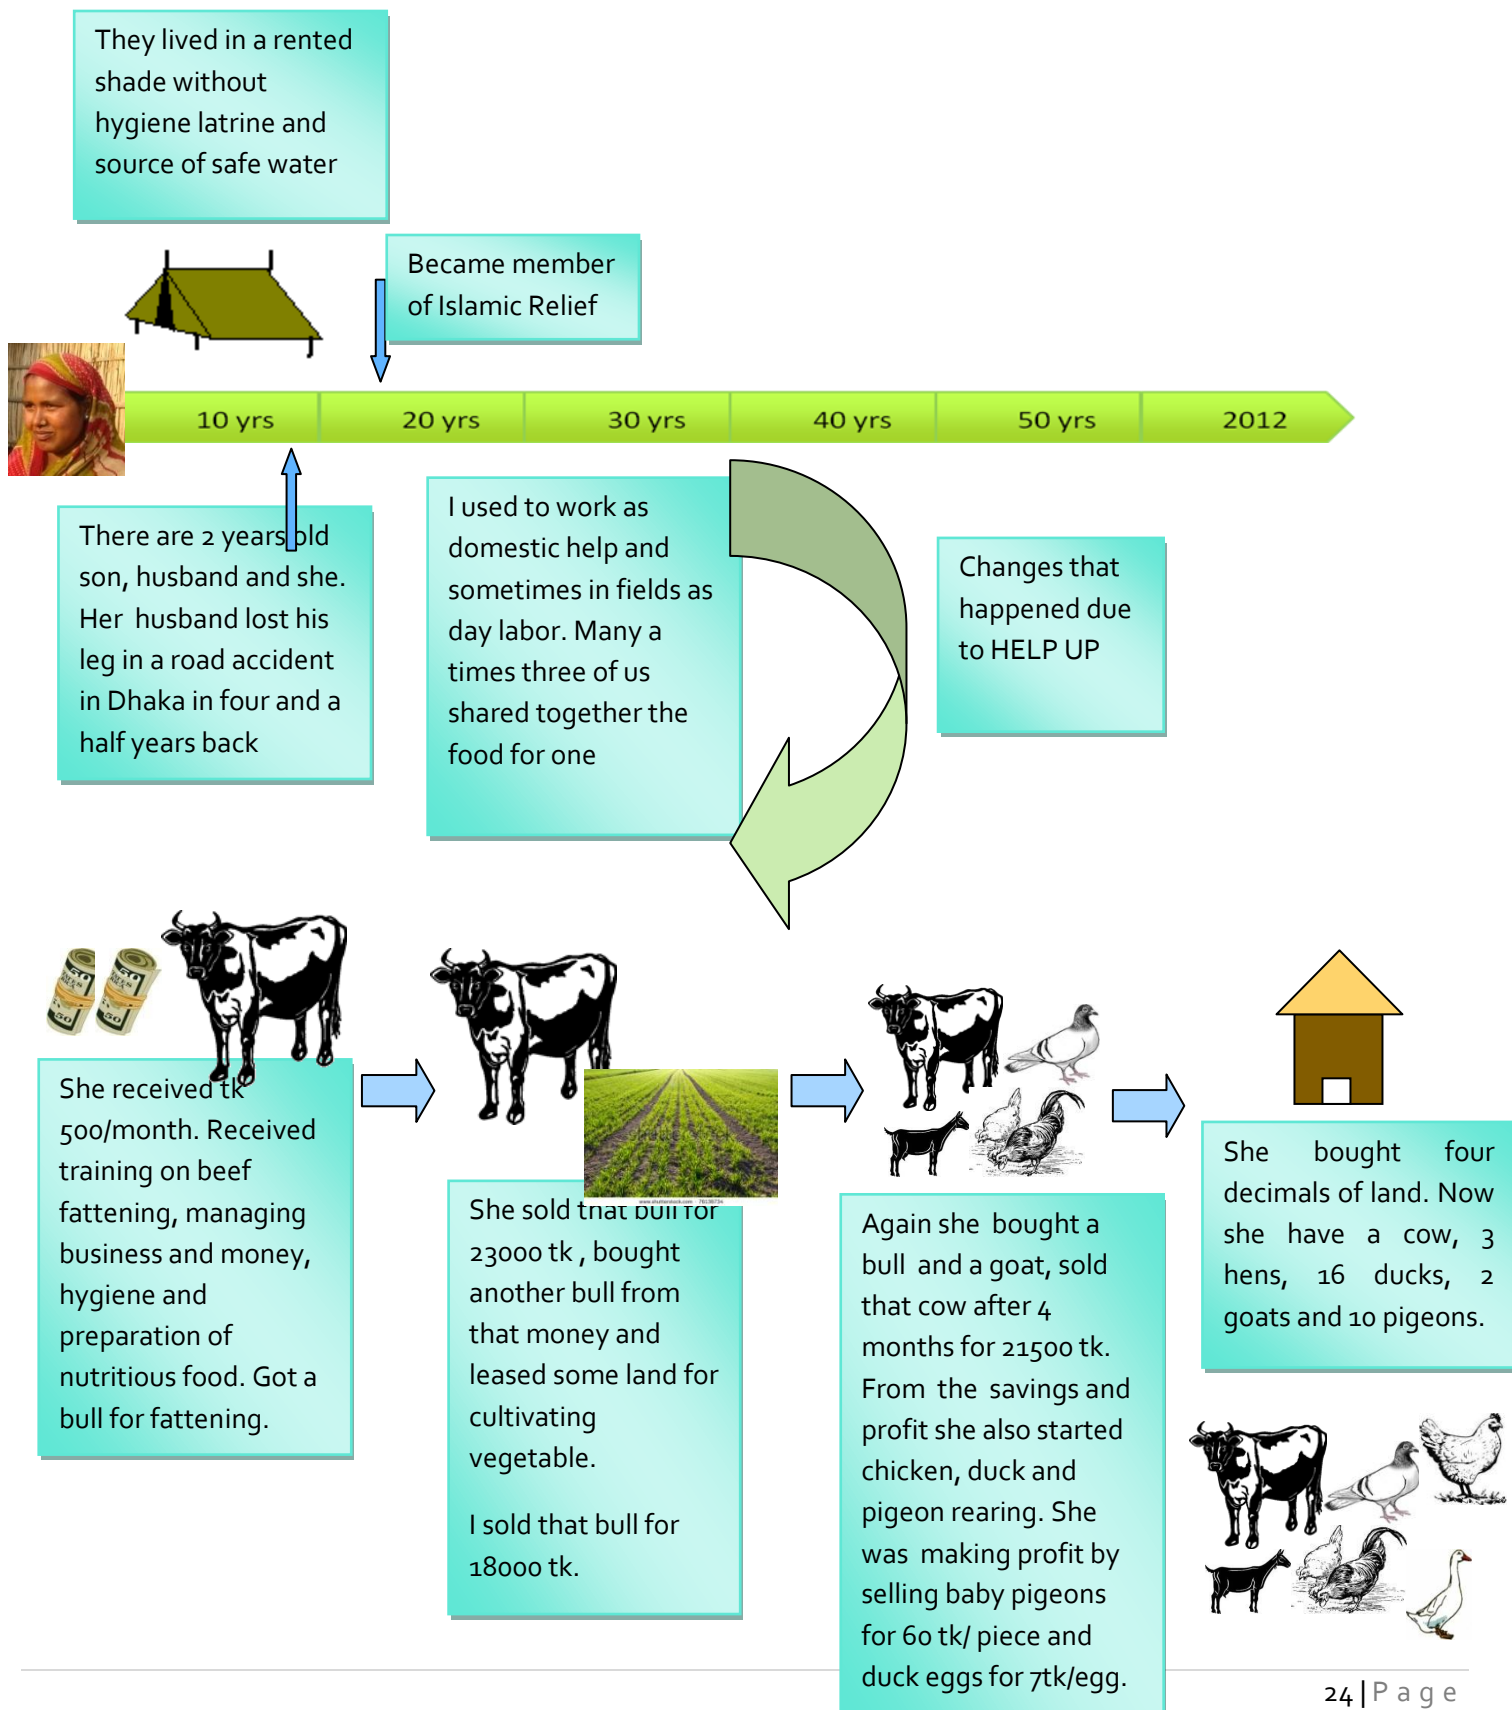 They lived in a rented
shade without
hygiene latrine and
source of safe water
Became member
of Islamic Relief
10 yrs
20 yrs
30 yrs
40 yrs
50 yrs
2012
There are 2 years old
son, husband and she.
Her husband lost his
leg in a road accident
in Dhaka in four and a
half years back
I used to work as
domestic help and
sometimes in fields as
day labor. Many a
times three of us
shared together the
food for one
Changes that
happened due
to HELP UP
She received tk
500/month. Received
training on beef
fattening, managing
business and money,
hygiene and
preparation of
nutritious food. Got a
bull for fattening.
She sold that bull for
23000 tk , bought
another bull from
that money and
leased some land for
cultivating
vegetable.
I sold that bull for
18000 tk.
Again she bought a
bull and a goat, sold
that cow after 4
months for 21500 tk.
From the savings and
profit she also started
chicken, duck and
pigeon rearing. She
was making profit by
selling baby pigeons
for 60 tk/ piece and
duck eggs for 7tk/egg.
She bought four
decimals of land. Now
she have a cow, 3
hens, 16 ducks, 2
goats and 10 pigeons.
24 | Page